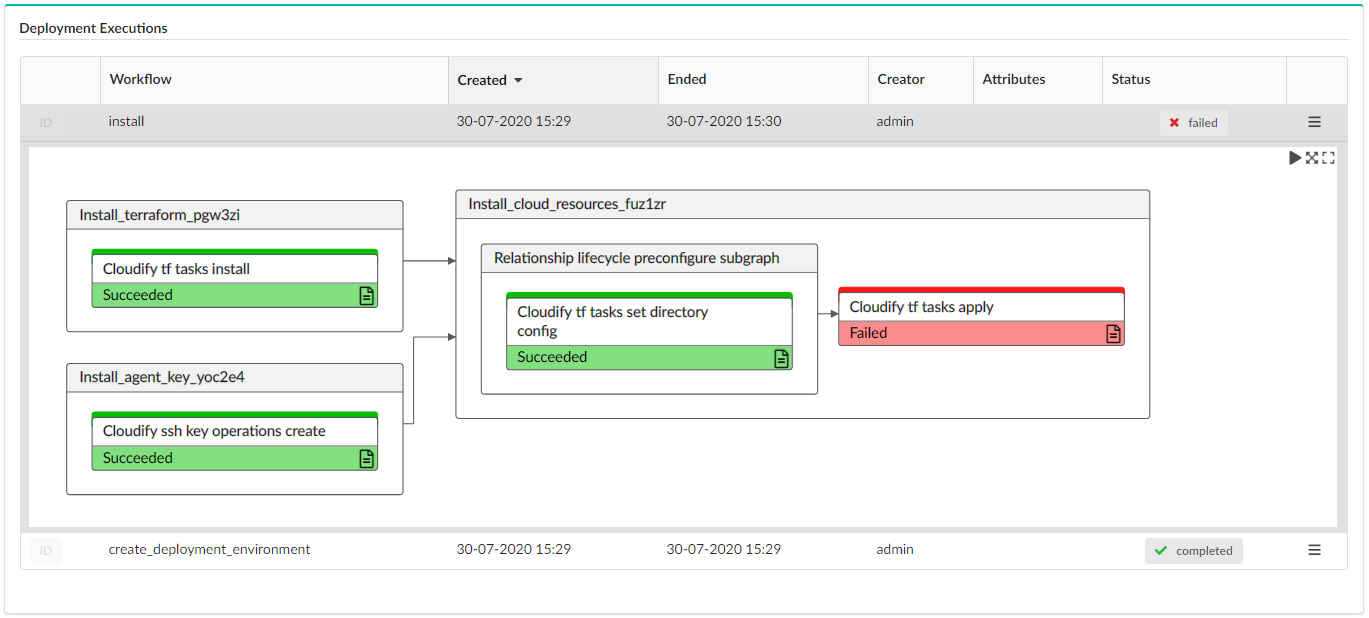 Deployment Executions
Workflow Created Ended Creator Attributes Status
ID install 30-07-2020 15:29 30-07-2020 15:30 admin failed
Install_terraform_pgw3zi
Cloudify tf tasks install
Succeeded
Install_agent_key_yoc2e4
Cloudify ssh key operations create
Succeeded
Install_cloud_resources_fuz1zr
Relationship lifecycle preconfigure subgraph
Cloudify tf tasks set directory
config
Succeeded
Cloudify tf tasks apply
Failed
ID create_deployment_environment 30-07-2020 15:29 30-07-2020 15:29 admin completed